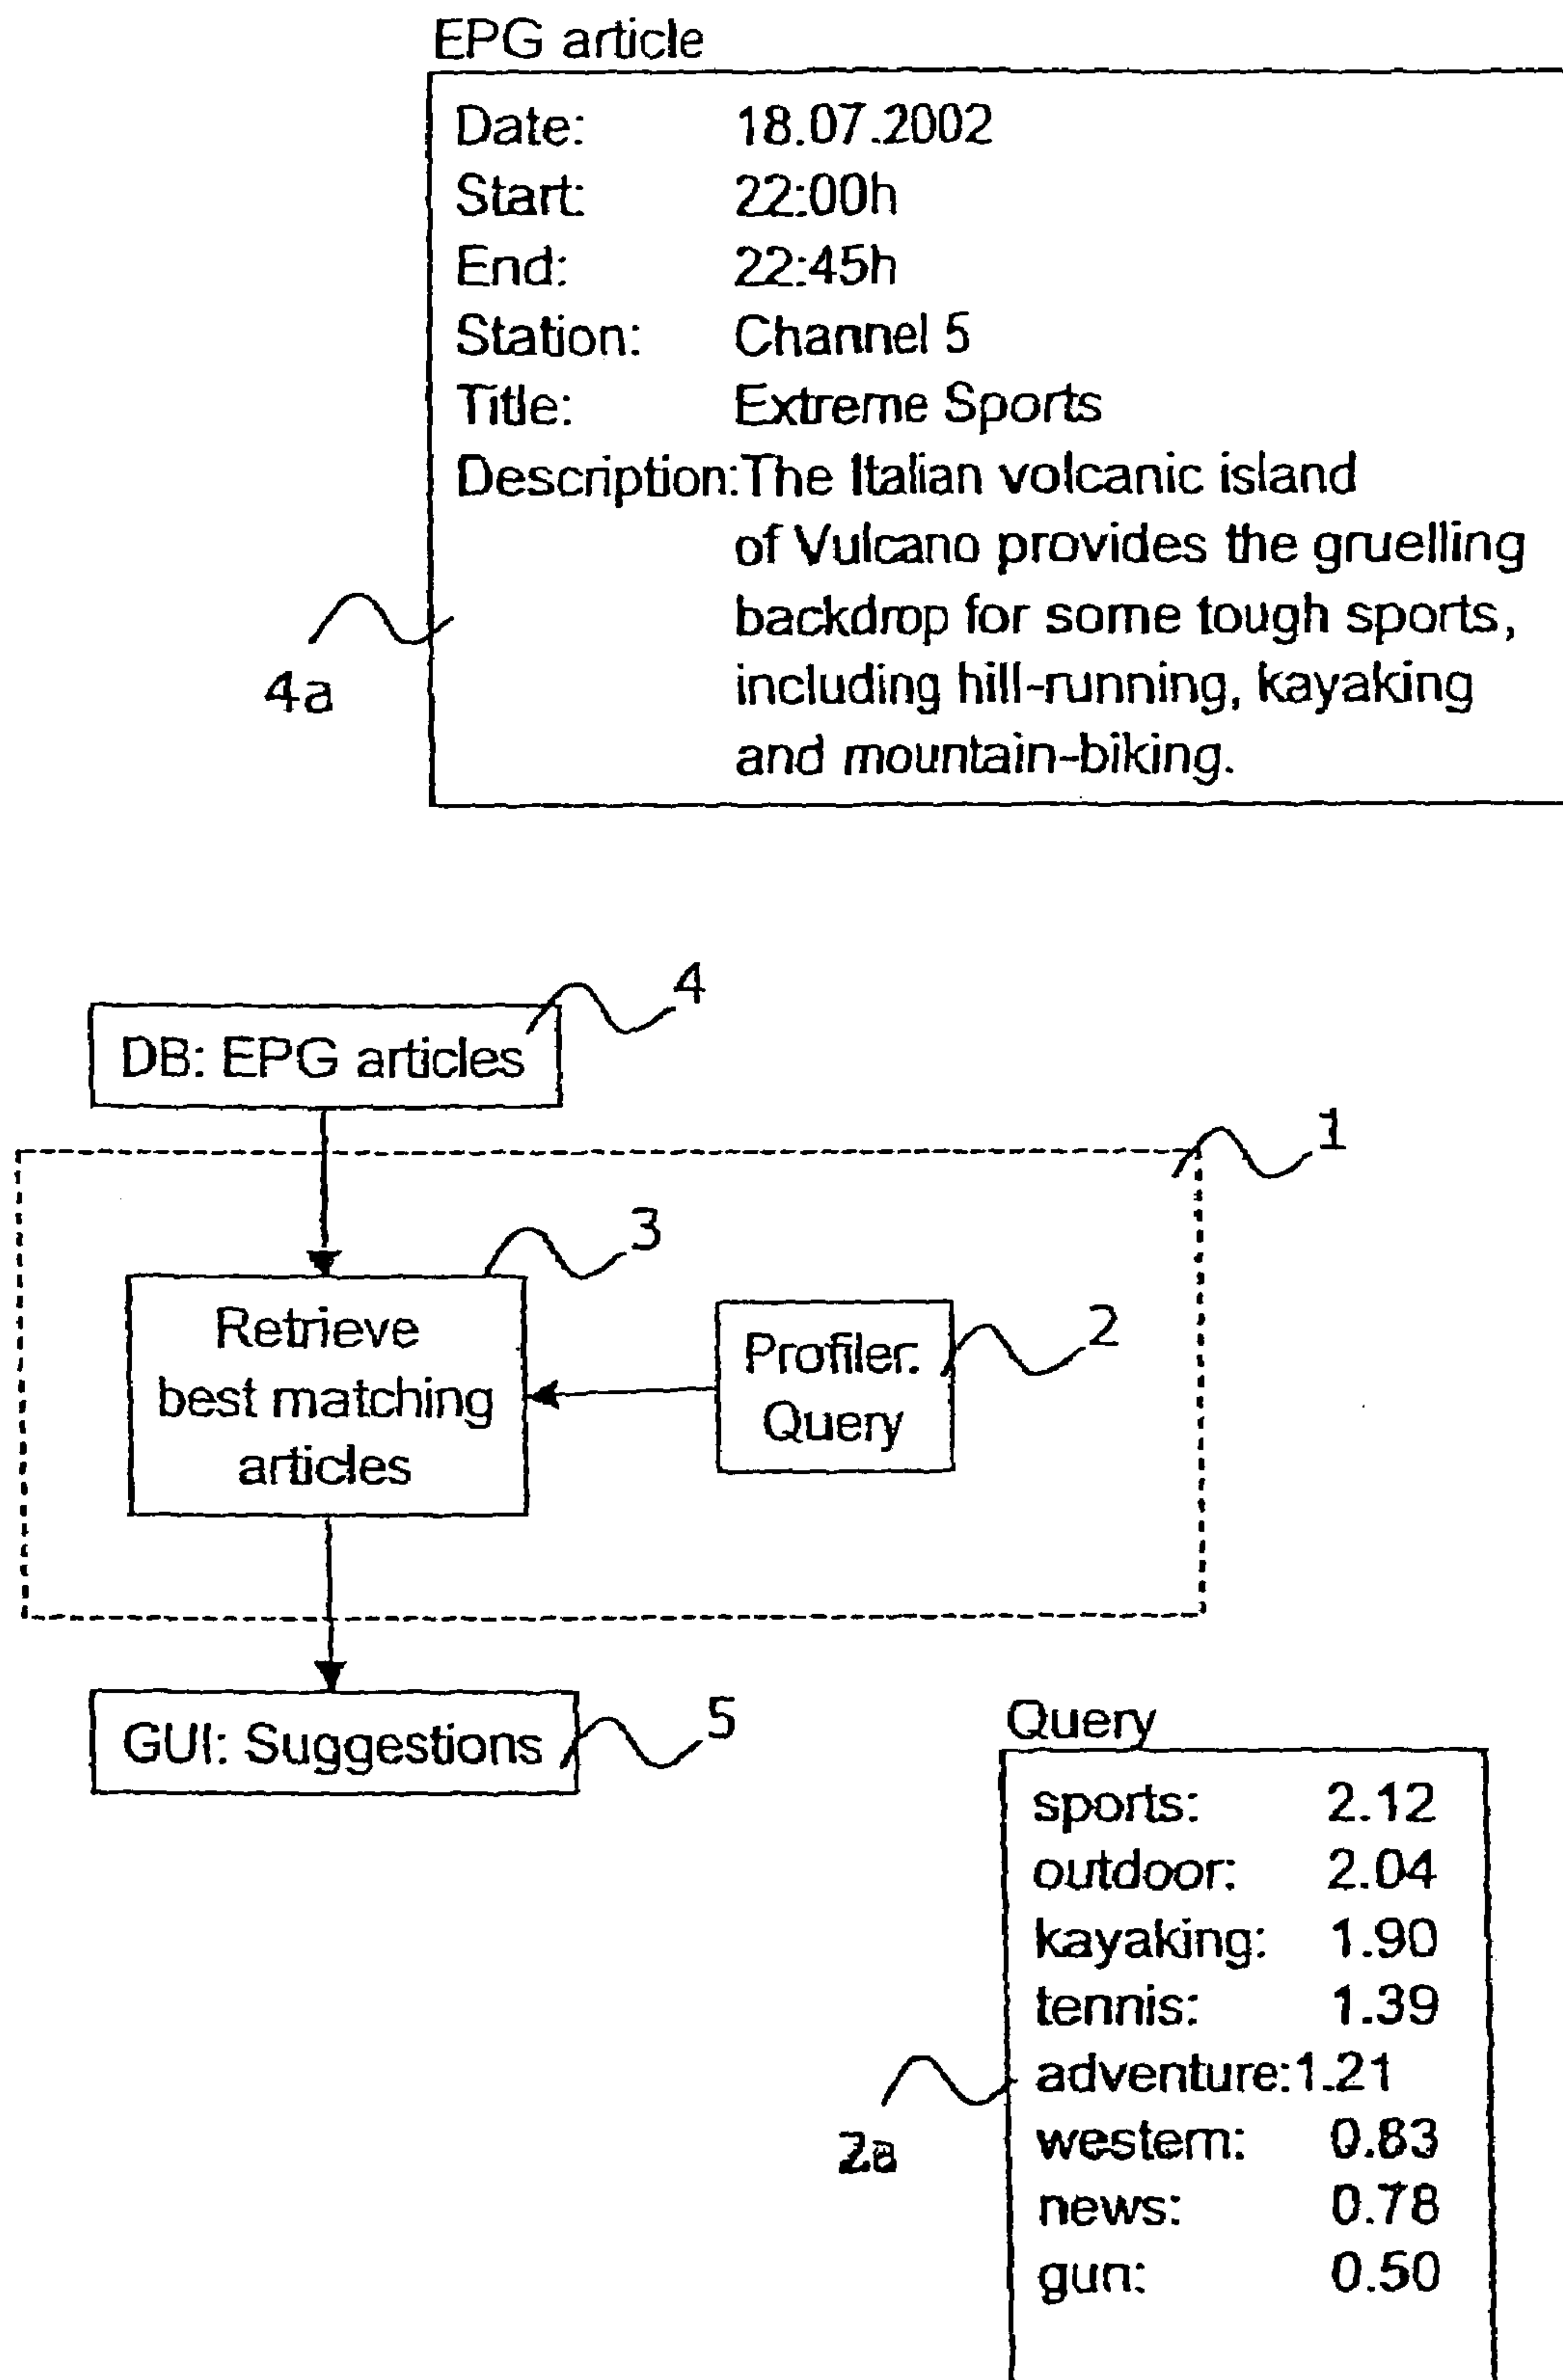 EPG article
Date: 18.07.2002
Start: 22:00h
End: 22:45h
Station: Channel 5
Title: Extreme Sports
Description:The Italian volcanic island
of Vulcano provides the gruelling
backdrop for some tough sports,
including hill-running, kayaking
and mountain-biking.
4a
4
DB: EPG articles
1
3
Retrieve
best matching
articles
2
Profiler:
Query
GUI: Suggestions
5
Query
sports: 2.12
outdoor: 2.04
kayaking: 1.90
tennis: 1.39
adventure:1.21
western: 0.83
news: 0.78
gun: 0.50
2a